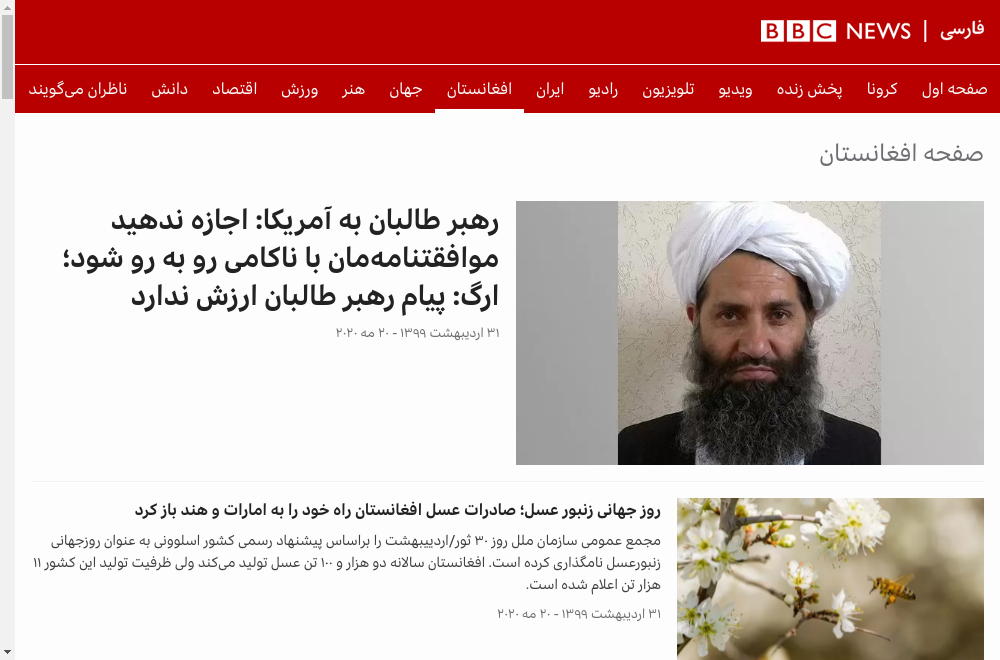 BBC NEWS | فارسی
صفحه اول کرونا پخش زنده ویدیو تلویزیون رادیو ایران افغانستان جهان هنر ورزش اقتصاد دانش ناظران می‌گویند
صفحه افغانستان
رهبر طالبان به آمریکا: اجازه ندهید
موافقتنامه‌مان با ناکامی رو به رو شود؛
ارگ: پیام رهبر طالبان ارزش ندارد
۳۱ اردیبهشت ۱۳۹۹ - ۲۰ مه ۲۰۲۰
روز جهانی زنبور عسل؛ صادرات عسل افغانستان راه خود را به امارات و هند باز کرد
مجمع عمومی سازمان ملل روز ۳۰ ثور/اردیبیهشت را براساس پیشنهاد رسمی کشور اسلوونی به عنوان روزجهانی
زنبورعسل نامگذاری کرده است. افغانستان سالانه دو هزار و ۱۰۰ تن عسل تولید می‌کند ولی ظرفیت تولید این کشور ۱۱
هزار تن اعلام شده است.
۳۱ اردیبهشت ۱۳۹۹ - ۲۰ مه ۲۰۲۰